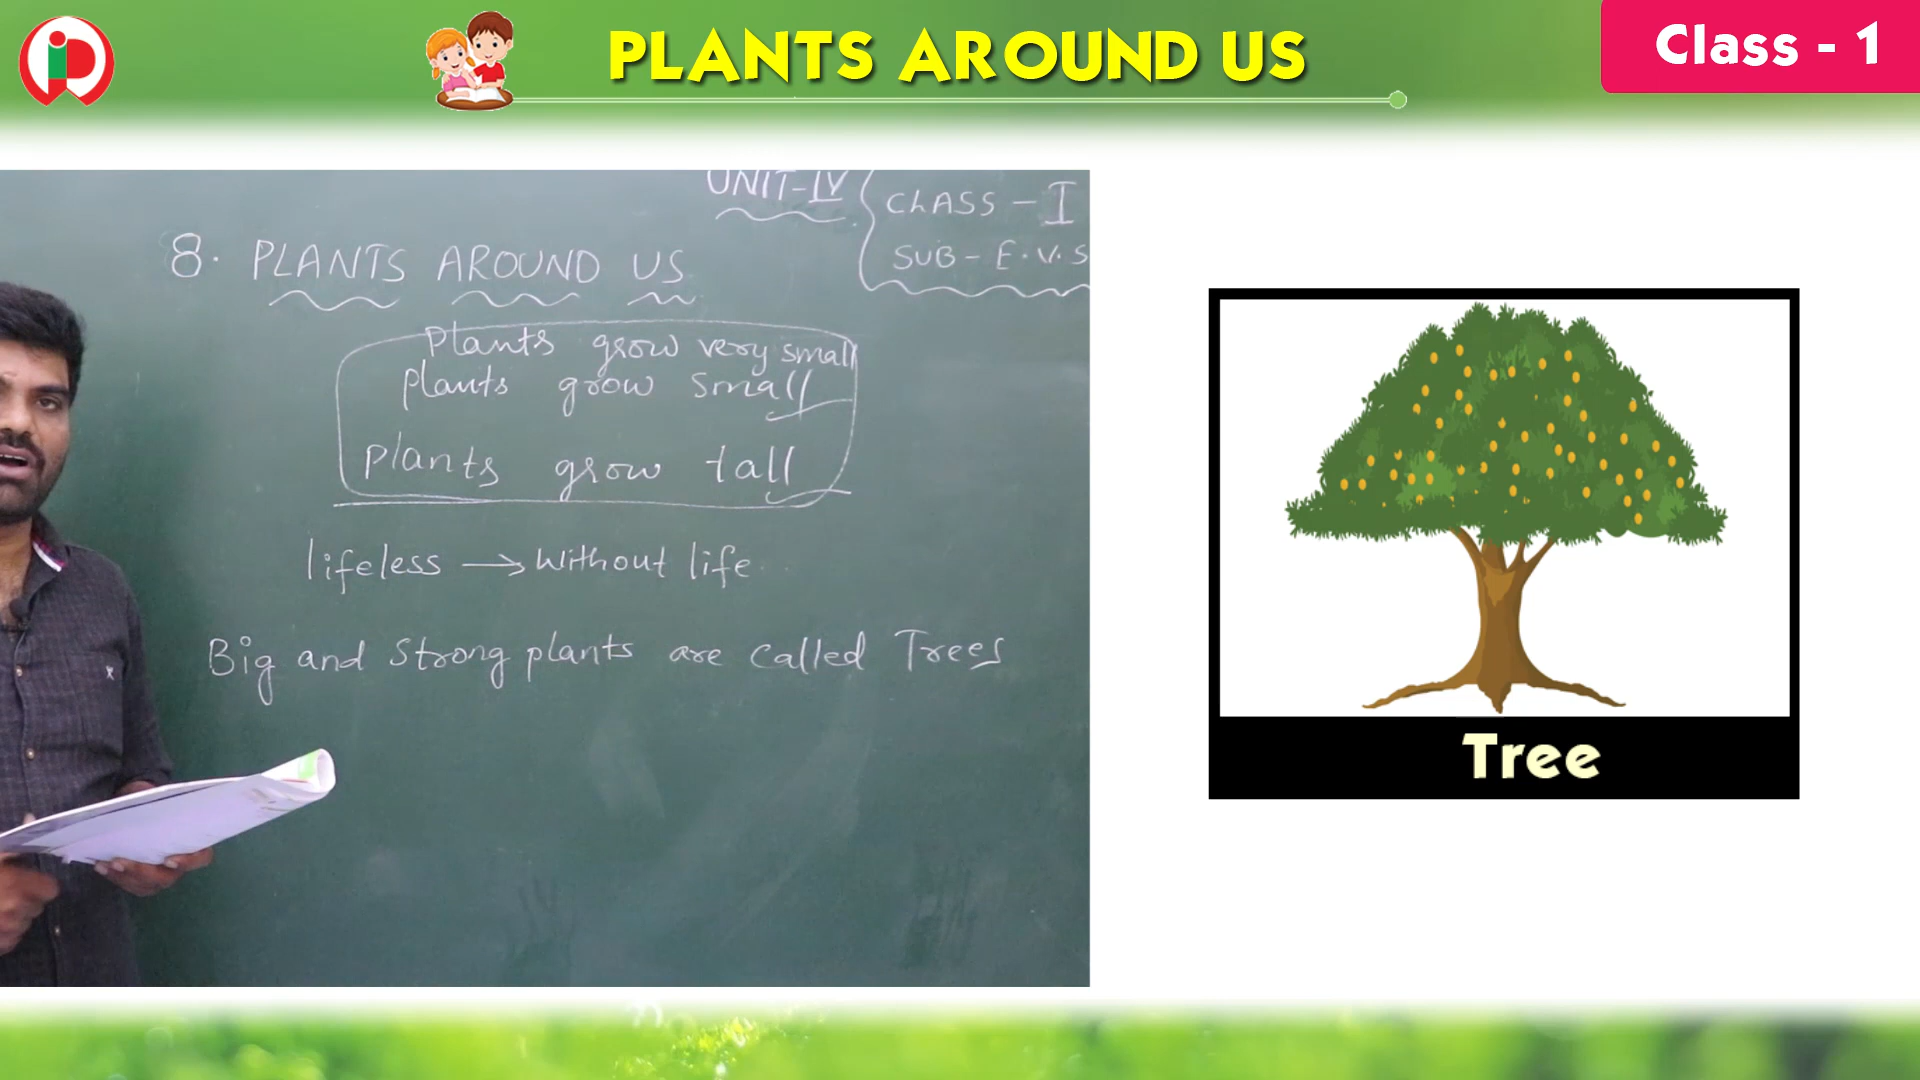 PLANTS AROUND US
Class - 1
UNIT-IV
CLASS - I
SUB - E.V.S
8. PLANTS AROUND US
Plants grow very small
plants grow small
plants grow tall
lifeless → Without life
Big and Strong plants are called Trees
Tree